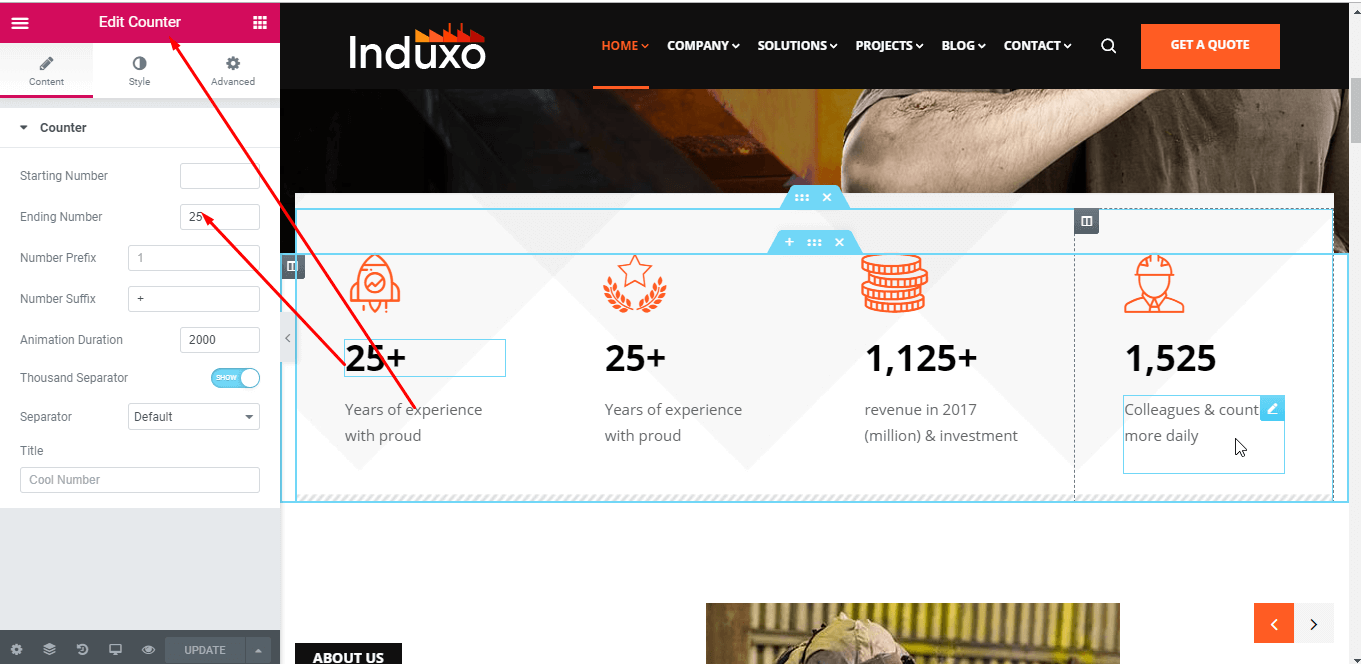 Edit Counter
Content
Style
Advanced
Counter
Starting Number
Ending Number
25
Number Prefix
1
Number Suffix
+
Animation Duration
2000
Thousand Separator
SHOW
Separator
Default
Title
Cool Number
UPDATE
Induxo
HOME
COMPANY
SOLUTIONS
PROJECTS
BLOG
CONTACT
GET A QUOTE
25+
Years of experience
with proud
25+
Years of experience
with proud
1,125+
revenue in 2017
(million) & investment
1,525
Colleagues & count
more daily
ABOUT US